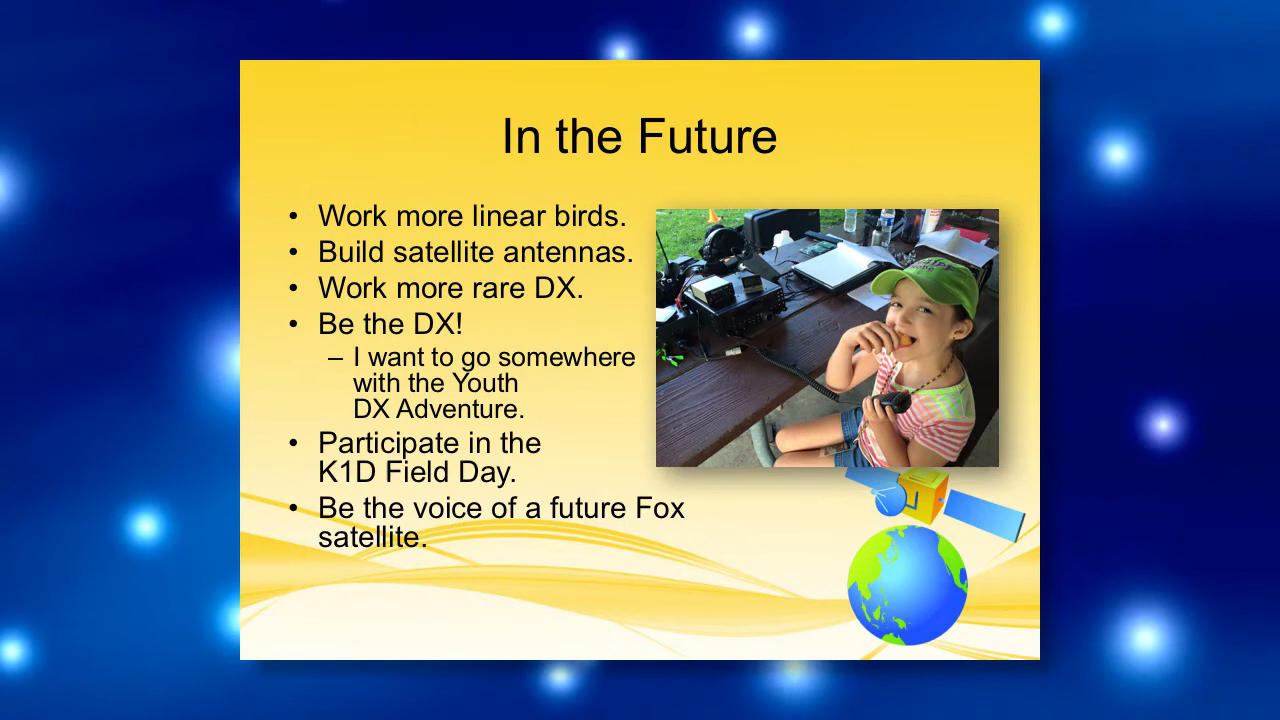 In the Future
• Work more linear birds.
• Build satellite antennas.
• Work more rare DX.
• Be the DX!
– I want to go somewhere
with the Youth
DX Adventure.
• Participate in the
K1D Field Day.
• Be the voice of a future Fox
satellite.